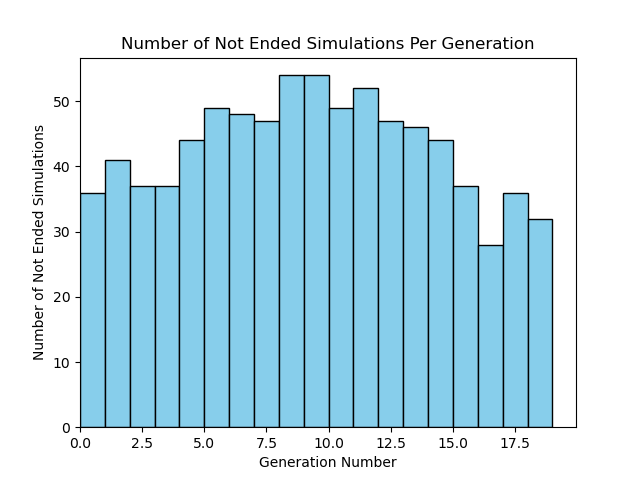 Number of Not Ended Simulations Per Generation
Number of Not Ended Simulations
50
40
30
20
10
0
0.0 2.5 5.0 7.5 10.0 12.5 15.0 17.5
Generation Number